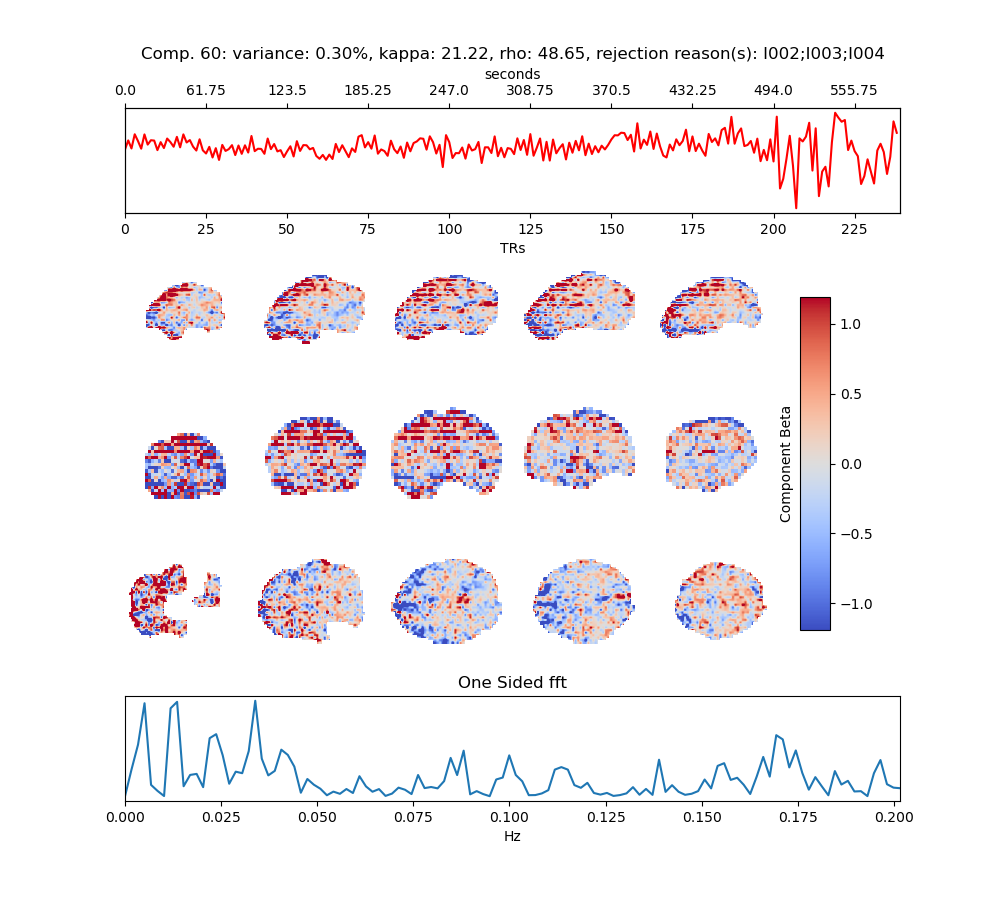 Comp. 60: variance: 0.30%, kappa: 21.22, rho: 48.65, rejection reason(s): I002;I003;I004
seconds
0.0 61.75 123.5 185.25 247.0 308.75 370.5 432.25 494.0 555.75
0 25 50 75 100 125 150 175 200 225
TRs
1.0
0.5
0.0
−0.5
−1.0
Component Beta
One Sided fft
0.000 0.025 0.050 0.075 0.100 0.125 0.150 0.175 0.200
Hz